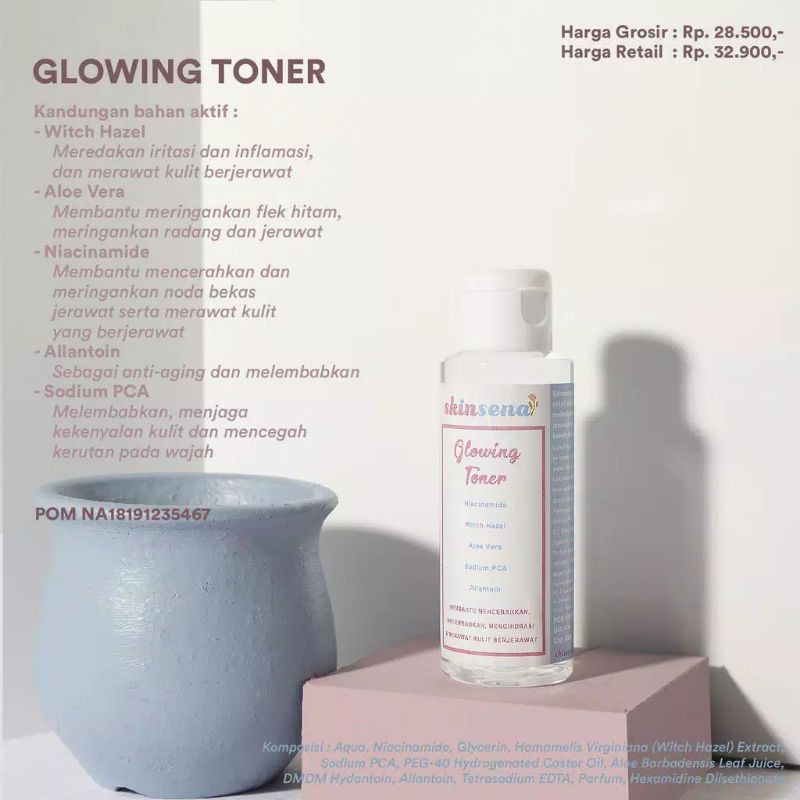 Harga Grosir : Rp. 28.500,-
Harga Retail : Rp. 32.900,-
GLOWING TONER
Kandungan bahan aktif :
- Witch Hazel
Meredakan iritasi dan inflamasi,
dan merawat kulit berjerawat
- Aloe Vera
Membantu meringankan flek hitam,
meringankan radang dan jerawat
- Niacinamide
Membantu mencerahkan dan
meringankan noda bekas
jerawat serta merawat kulit
yang berjerawat
- Allantoin
Sebagai anti-aging dan melembabkan
- Sodium PCA
Melembabkan, menjaga
kekenyalan kulit dan mencegah
kerutan pada wajah
POM NA18191235467
skinsena
Glowing
Toner
Niacinamide
Witch Hazel
Aloe Vera
Sodium PCA
Allantoin
MEMBANTU MENCERAHKAN,
MELEMBABKAN, MENGHIDRASI
& MERAWAT KULIT BERJERAWAT
Komposisi : Aqua, Niacinamide, Glycerin, Hamamelis Virginiana (Witch Hazel) Extract,
Sodium PCA, PEG-40 Hydrogenated Castor Oil, Aloe Barbadensis Leaf Juice,
DMDM Hydantoin, Allantoin, Tetrasodium EDTA, Parfum, Hexamidine Diisethionate